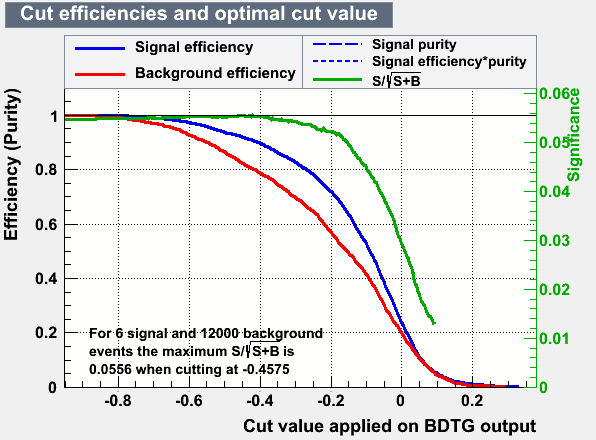 Cut efficiencies and optimal cut value
Signal efficiency
Background efficiency
Signal purity
Signal efficiency*purity
S/√S+B
Efficiency (Purity)
1
0.8
0.6
0.4
0.2
0
0.06
0.05
0.04
0.03
0.02
0.01
0
Significance
For 6 signal and 12000 background
events the maximum S/√S+B is
0.0556 when cutting at -0.4575
-0.8 -0.6 -0.4 -0.2 0 0.2
Cut value applied on BDTG output